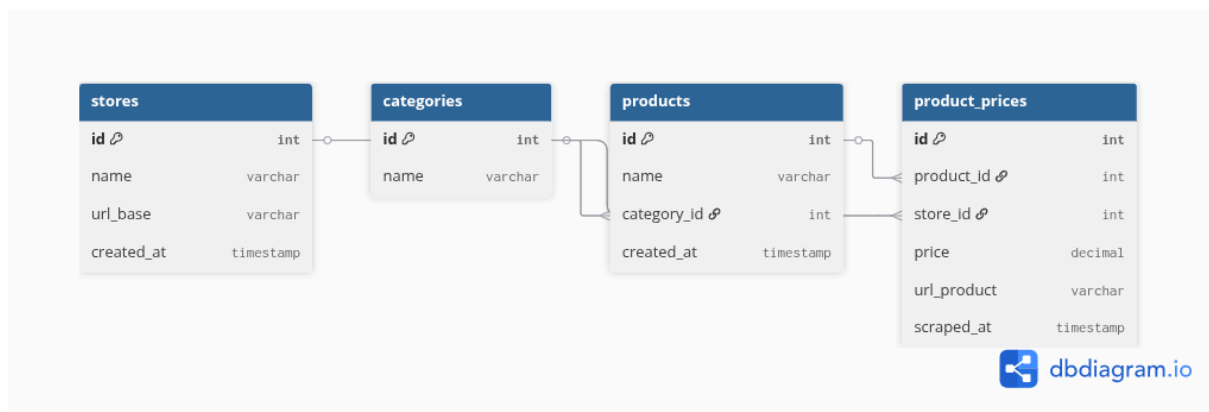 stores
id int
name varchar
url_base varchar
created_at timestamp
categories
id int
name varchar
products
id int
name varchar
category_id int
created_at timestamp
product_prices
id int
product_id int
store_id int
price decimal
url_product varchar
scraped_at timestamp
dbdiagram.io